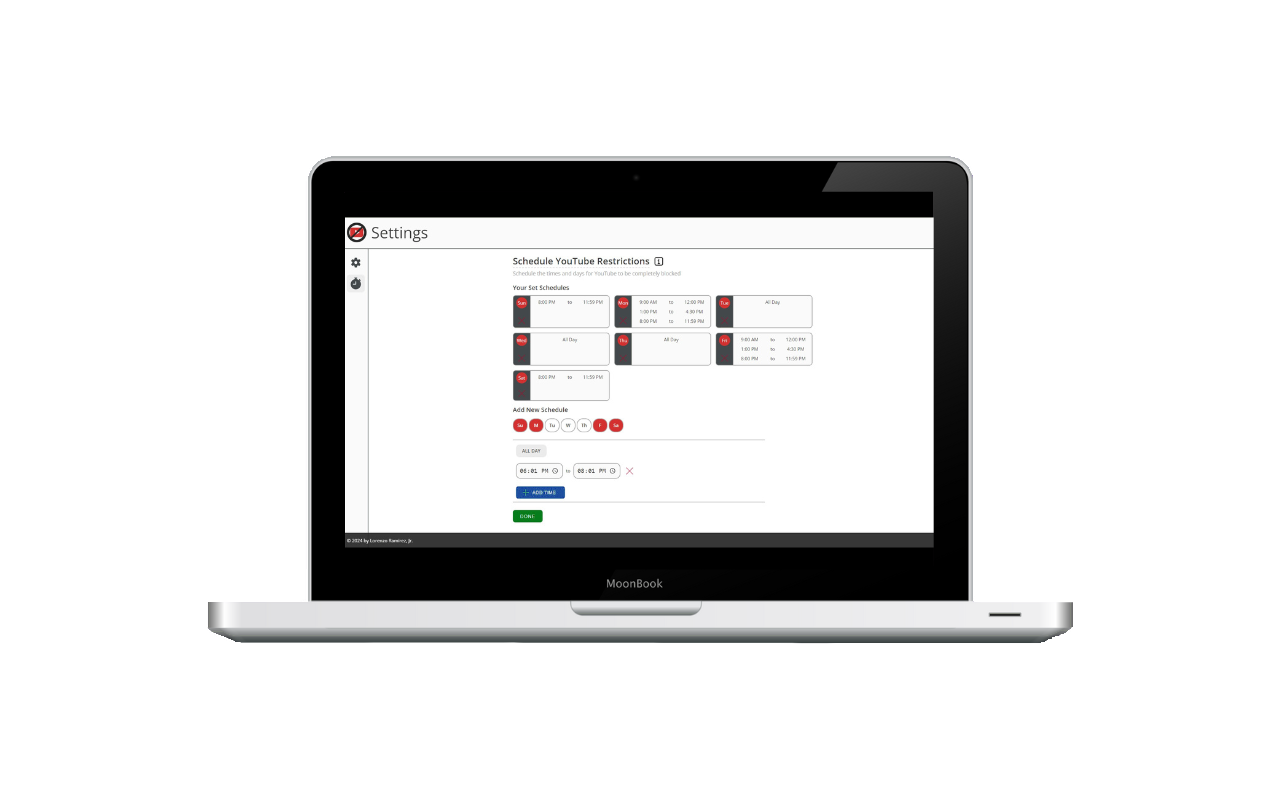 Settings
Schedule YouTube Restrictions
Schedule the times and days for YouTube to be completely blocked!
Your Set Schedules
Sun 8:00 PM to 11:59 PM
Mon 9:00 AM to 12:00 PM
1:00 PM to 4:30 PM
8:00 PM to 11:59 PM
Tue All Day
Wed All Day
Thu All Day
Fri 9:00 AM to 12:00 PM
1:00 PM to 4:30 PM
8:00 PM to 11:59 PM
Sat 8:00 PM to 11:59 PM
Add New Schedule
Su M Tu W Th F Sa
ALL DAY
06:01 PM to 08:01 PM
ADD TIME
DONE
© 2024 by Lorenzo Ramirez, Jr.
MoonBook